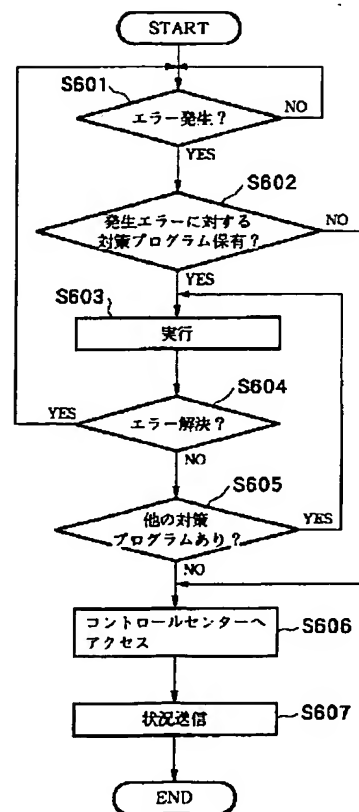 START
S601
エラー発生？
NO
YES
S602
発生エラーに対する
対策プログラム保有？
NO
YES
S603
実行
S604
YES
エラー解決？
NO
S605
他の対策
プログラムあり？
YES
NO
コントロールセンターへ
アクセス
S606
状況送信
S607
END